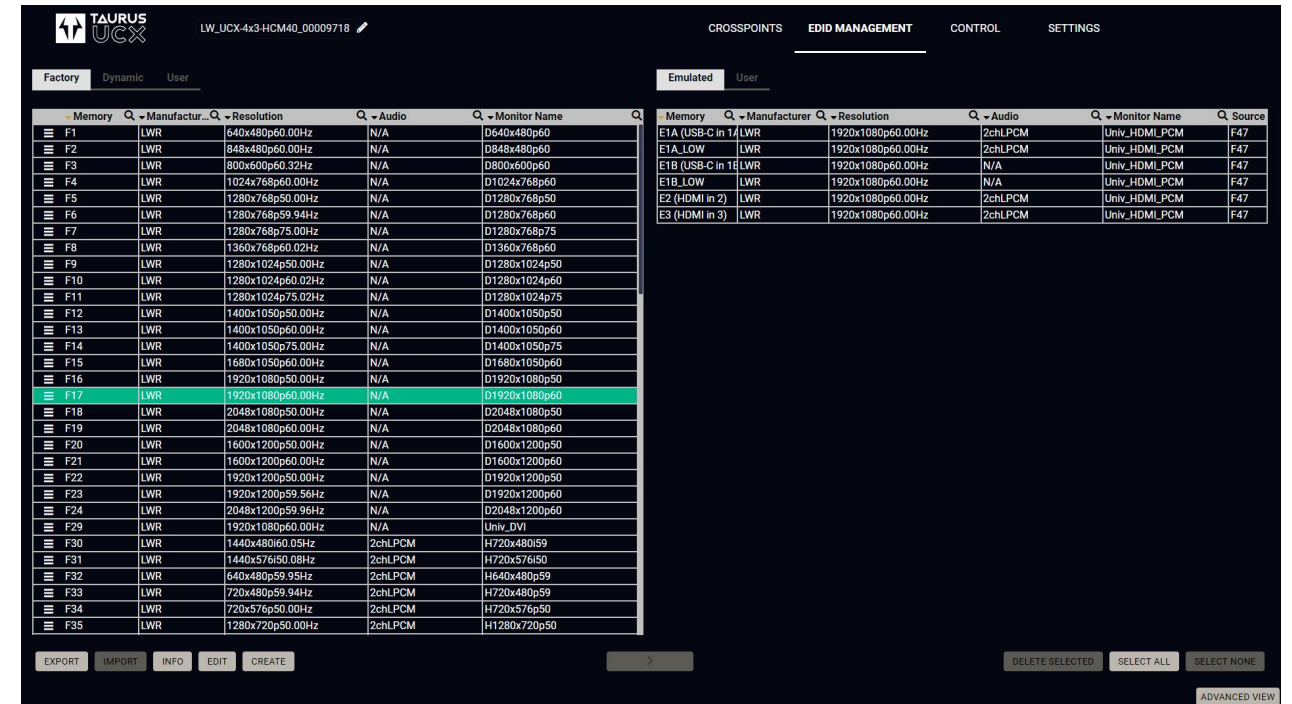 TAURUS
UCX
LW_UCX-4x3-HCM40_00009718
CROSSPOINTS EDID MANAGEMENT CONTROL SETTINGS
Factory Dynamic User
Emulated User
Memory Manufactur... Resolution Audio Monitor Name
F1 LWR 640x480p60.00Hz N/A D640x480p60
F2 LWR 848x480p60.00Hz N/A D848x480p60
F3 LWR 800x600p60.32Hz N/A D800x600p60
F4 LWR 1024x768p60.00Hz N/A D1024x768p60
F5 LWR 1280x768p50.00Hz N/A D1280x768p50
F6 LWR 1280x768p59.94Hz N/A D1280x768p60
F7 LWR 1280x768p75.00Hz N/A D1280x768p75
F8 LWR 1360x768p60.02Hz N/A D1360x768p60
F9 LWR 1280x1024p50.00Hz N/A D1280x1024p50
F10 LWR 1280x1024p60.02Hz N/A D1280x1024p60
F11 LWR 1280x1024p75.02Hz N/A D1280x1024p75
F12 LWR 1400x1050p50.00Hz N/A D1400x1050p50
F13 LWR 1400x1050p60.00Hz N/A D1400x1050p60
F14 LWR 1400x1050p75.00Hz N/A D1400x1050p75
F15 LWR 1680x1050p60.00Hz N/A D1680x1050p60
F16 LWR 1920x1080p50.00Hz N/A D1920x1080p50
F17 LWR 1920x1080p60.00Hz N/A D1920x1080p60
F18 LWR 2048x1080p50.00Hz N/A D2048x1080p50
F19 LWR 2048x1080p60.00Hz N/A D2048x1080p60
F20 LWR 1600x1200p50.00Hz N/A D1600x1200p50
F21 LWR 1600x1200p60.00Hz N/A D1600x1200p60
F22 LWR 1920x1200p50.00Hz N/A D1920x1200p50
F23 LWR 1920x1200p59.56Hz N/A D1920x1200p60
F24 LWR 2048x1200p59.96Hz N/A D2048x1200p60
F29 LWR 1920x1080p60.00Hz N/A Univ_DVI
F30 LWR 1440x480i60.05Hz 2chLPCM H720x480i59
F31 LWR 1440x576i50.08Hz 2chLPCM H720x576i50
F32 LWR 640x480p59.95Hz 2chLPCM H640x480p59
F33 LWR 720x480p59.94Hz 2chLPCM H720x480p59
F34 LWR 720x576p50.00Hz 2chLPCM H720x576p50
F35 LWR 1280x720p50.00Hz 2chLPCM H1280x720p50
Memory Manufacturer Resolution Audio Monitor Name Source
E1A (USB-C in 1A LWR 1920x1080p60.00Hz 2chLPCM Univ_HDMI_PCM F47
E1A_LOW LWR 1920x1080p60.00Hz 2chLPCM Univ_HDMI_PCM F47
E1B (USB-C in 1B LWR 1920x1080p60.00Hz N/A Univ_HDMI_PCM F47
E1B_LOW LWR 1920x1080p60.00Hz N/A Univ_HDMI_PCM F47
E2 (HDMI in 2) LWR 1920x1080p60.00Hz 2chLPCM Univ_HDMI_PCM F47
E3 (HDMI in 3) LWR 1920x1080p60.00Hz 2chLPCM Univ_HDMI_PCM F47
EXPORT IMPORT INFO EDIT CREATE > DELETE SELECTED SELECT ALL SELECT NONE
ADVANCED VIEW